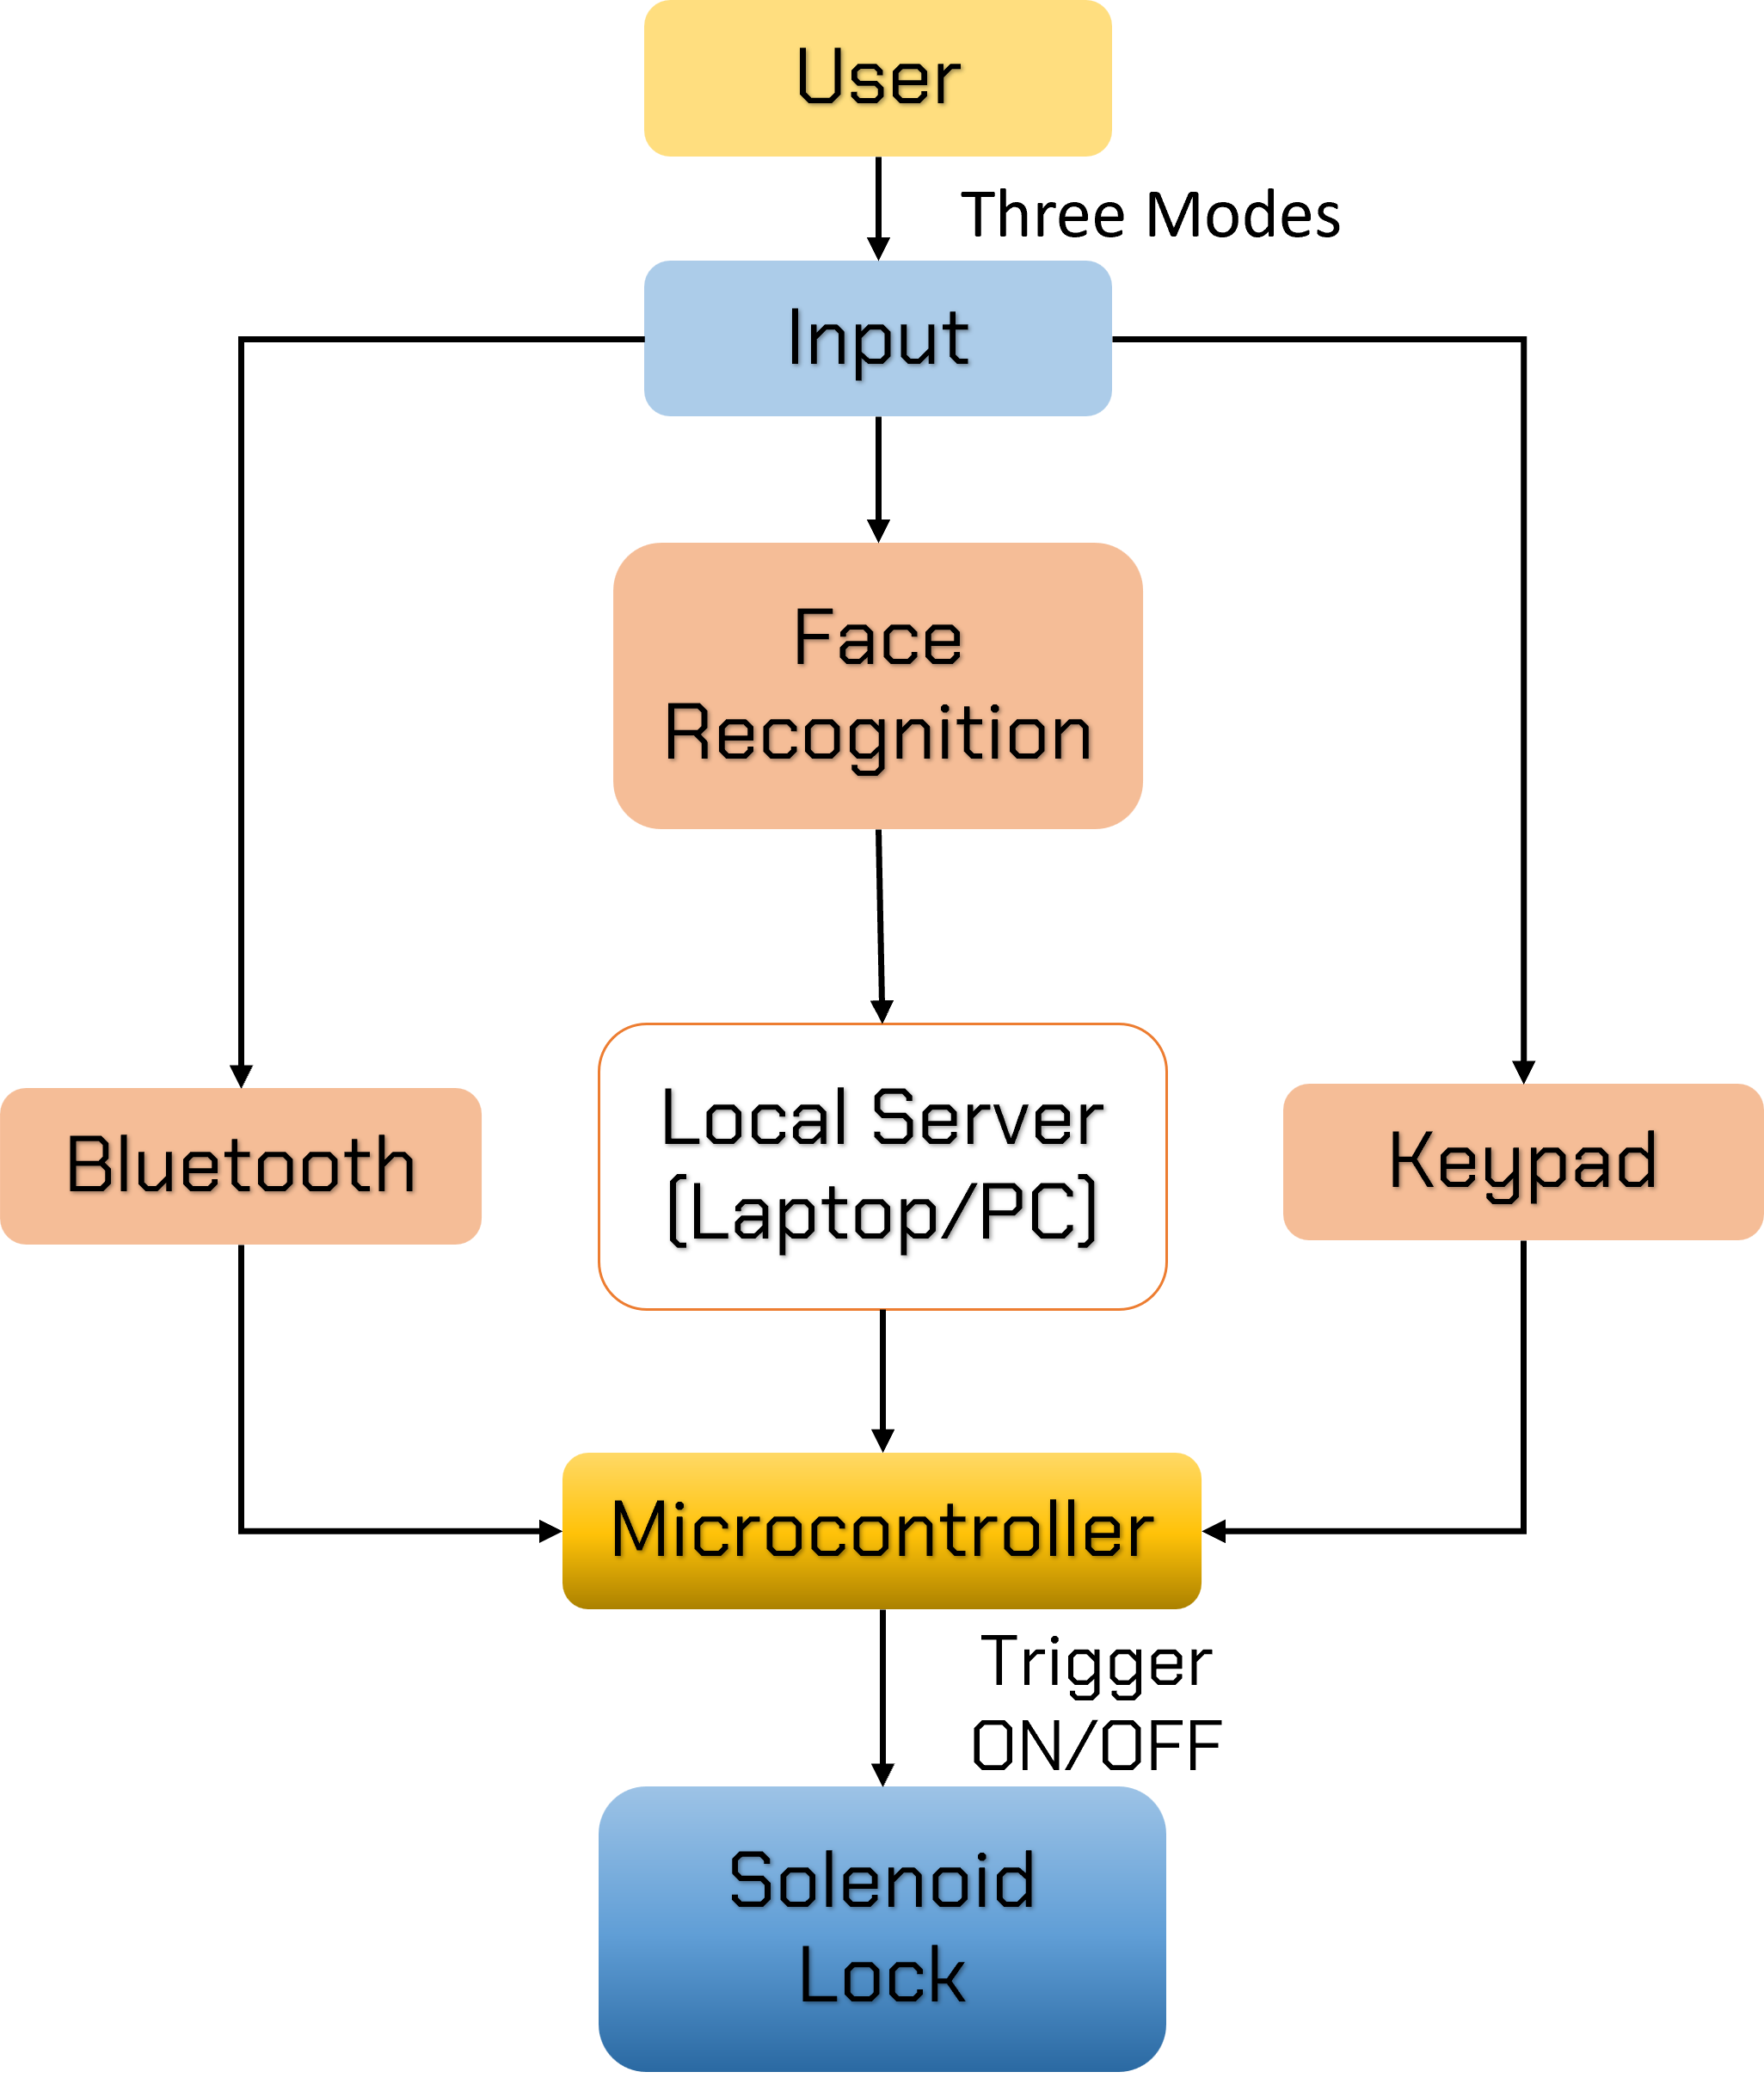 User
Three Modes
Input
Face
Recognition
Local Server
(Laptop/PC)
Bluetooth
Keypad
Microcontroller
Trigger
ON/OFF
Solenoid
Lock